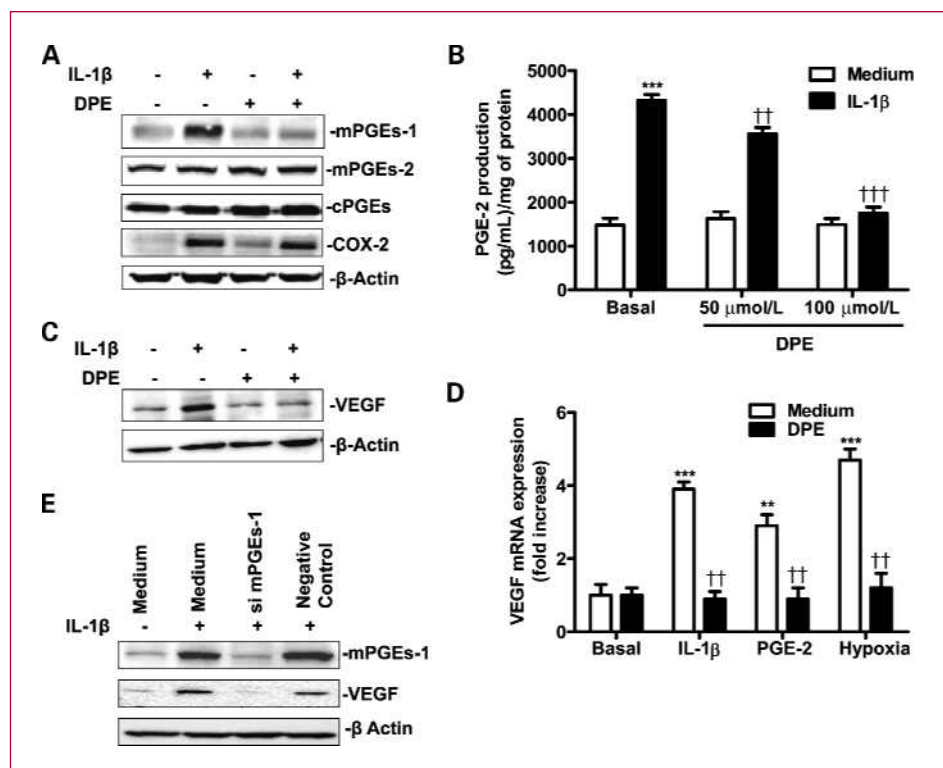 A
IL-1β - + - +
DPE - - + +
-mPGEs-1
-mPGEs-2
-cPGEs
-COX-2
-β-Actin
B
Medium
IL-1β
PGE-2 production
(pg/mL)/mg of protein
5000
4000
3000
2000
1000
0
***
††
†††
Basal 50 µmol/L 100 µmol/L
DPE
C
IL-1β - + - +
DPE - - + +
-VEGF
-β-Actin
D
Medium
DPE
VEGF mRNA expression
(fold increase)
6
4
2
0
***
††
**
††
***
††
Basal IL-1β PGE-2 Hypoxia
E
Medium
Medium
si mPGEs-1
Negative
Control
IL-1β - + + +
-mPGEs-1
-VEGF
-β Actin